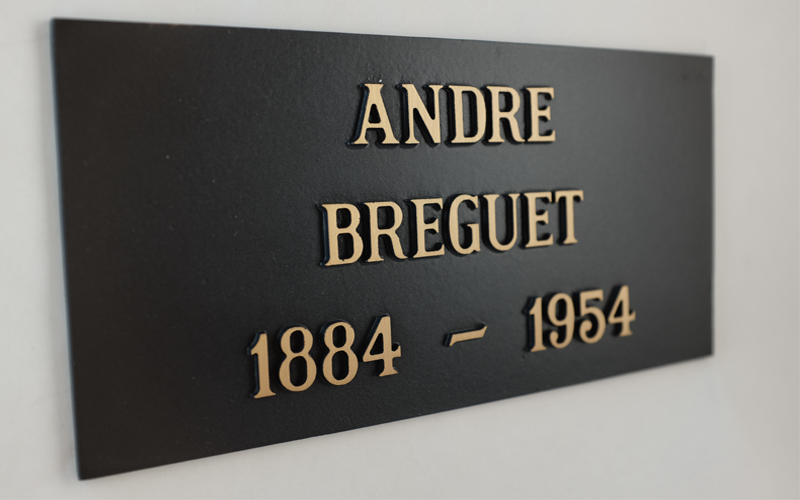 ANDRE
BREGUET
1884 – 1954